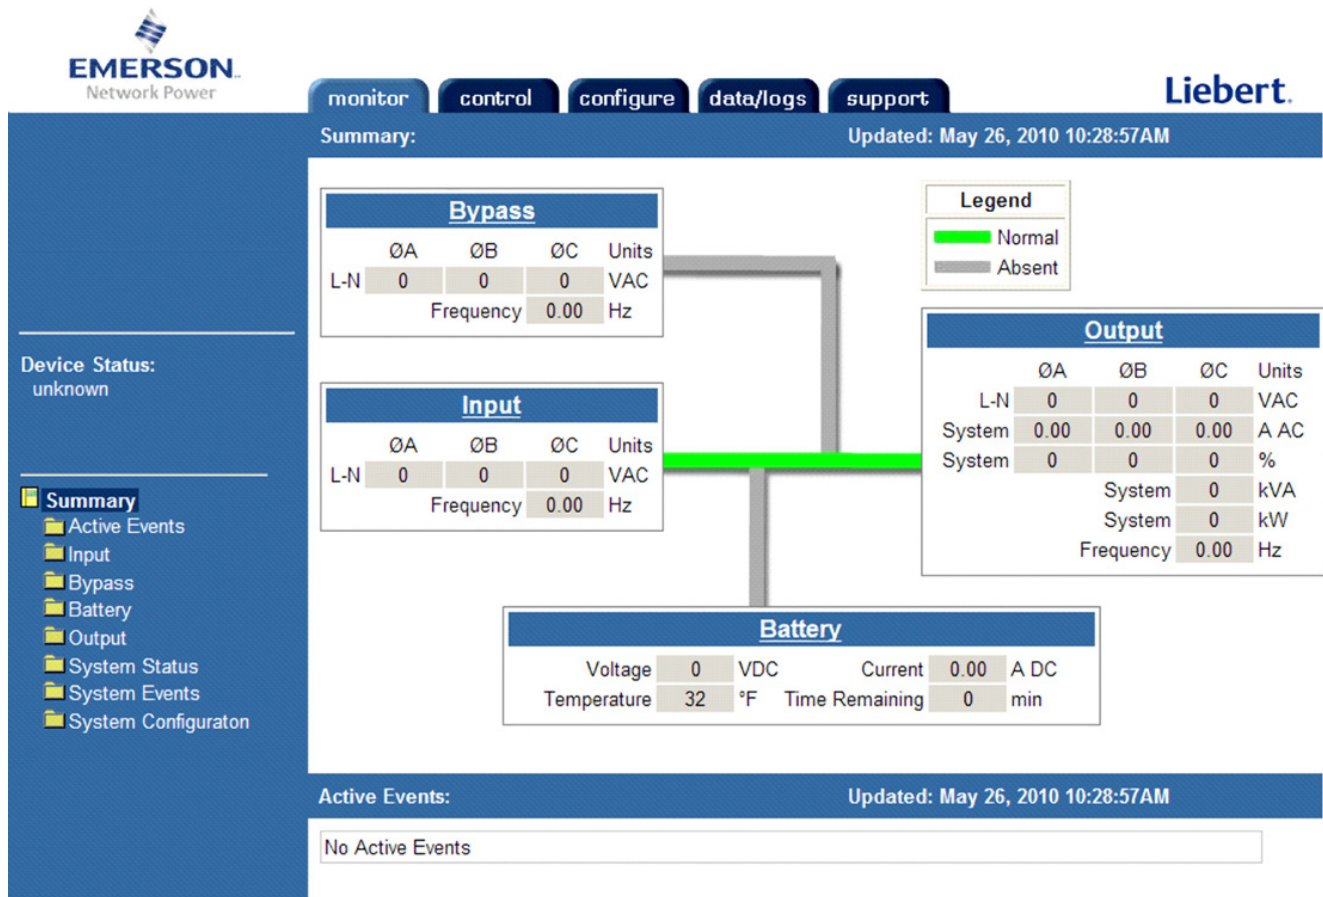 EMERSON
Network Power
monitor control configure data/logs support
Liebert
Summary: Updated: May 26, 2010 10:28:57AM
Bypass
ØA ØB ØC Units
L-N 0 0 0 VAC
Frequency 0.00 Hz
Legend
Normal
Absent
Input
ØA ØB ØC Units
L-N 0 0 0 VAC
Frequency 0.00 Hz
Output
ØA ØB ØC Units
L-N 0 0 0 VAC
System 0.00 0.00 0.00 A AC
System 0 0 0 %
System 0 kVA
System 0 kW
Frequency 0.00 Hz
Battery
Voltage 0 VDC Current 0.00 A DC
Temperature 32 °F Time Remaining 0 min
Device Status:
unknown
Summary
Active Events
Input
Bypass
Battery
Output
System Status
System Events
System Configuraton
Active Events: Updated: May 26, 2010 10:28:57AM
No Active Events